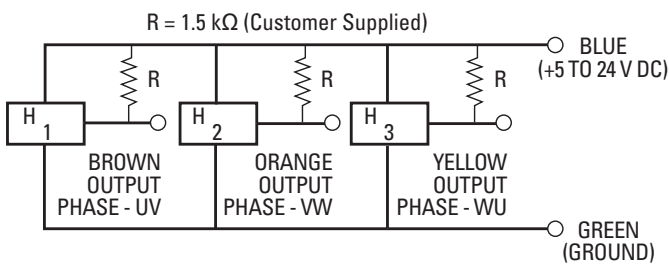 R = 1.5 kΩ (Customer Supplied)
BLUE
(+5 TO 24 V DC)
R
R
R
H1
H2
H3
BROWN
OUTPUT
PHASE - UV
ORANGE
OUTPUT
PHASE - VW
YELLOW
OUTPUT
PHASE - WU
GREEN
(GROUND)